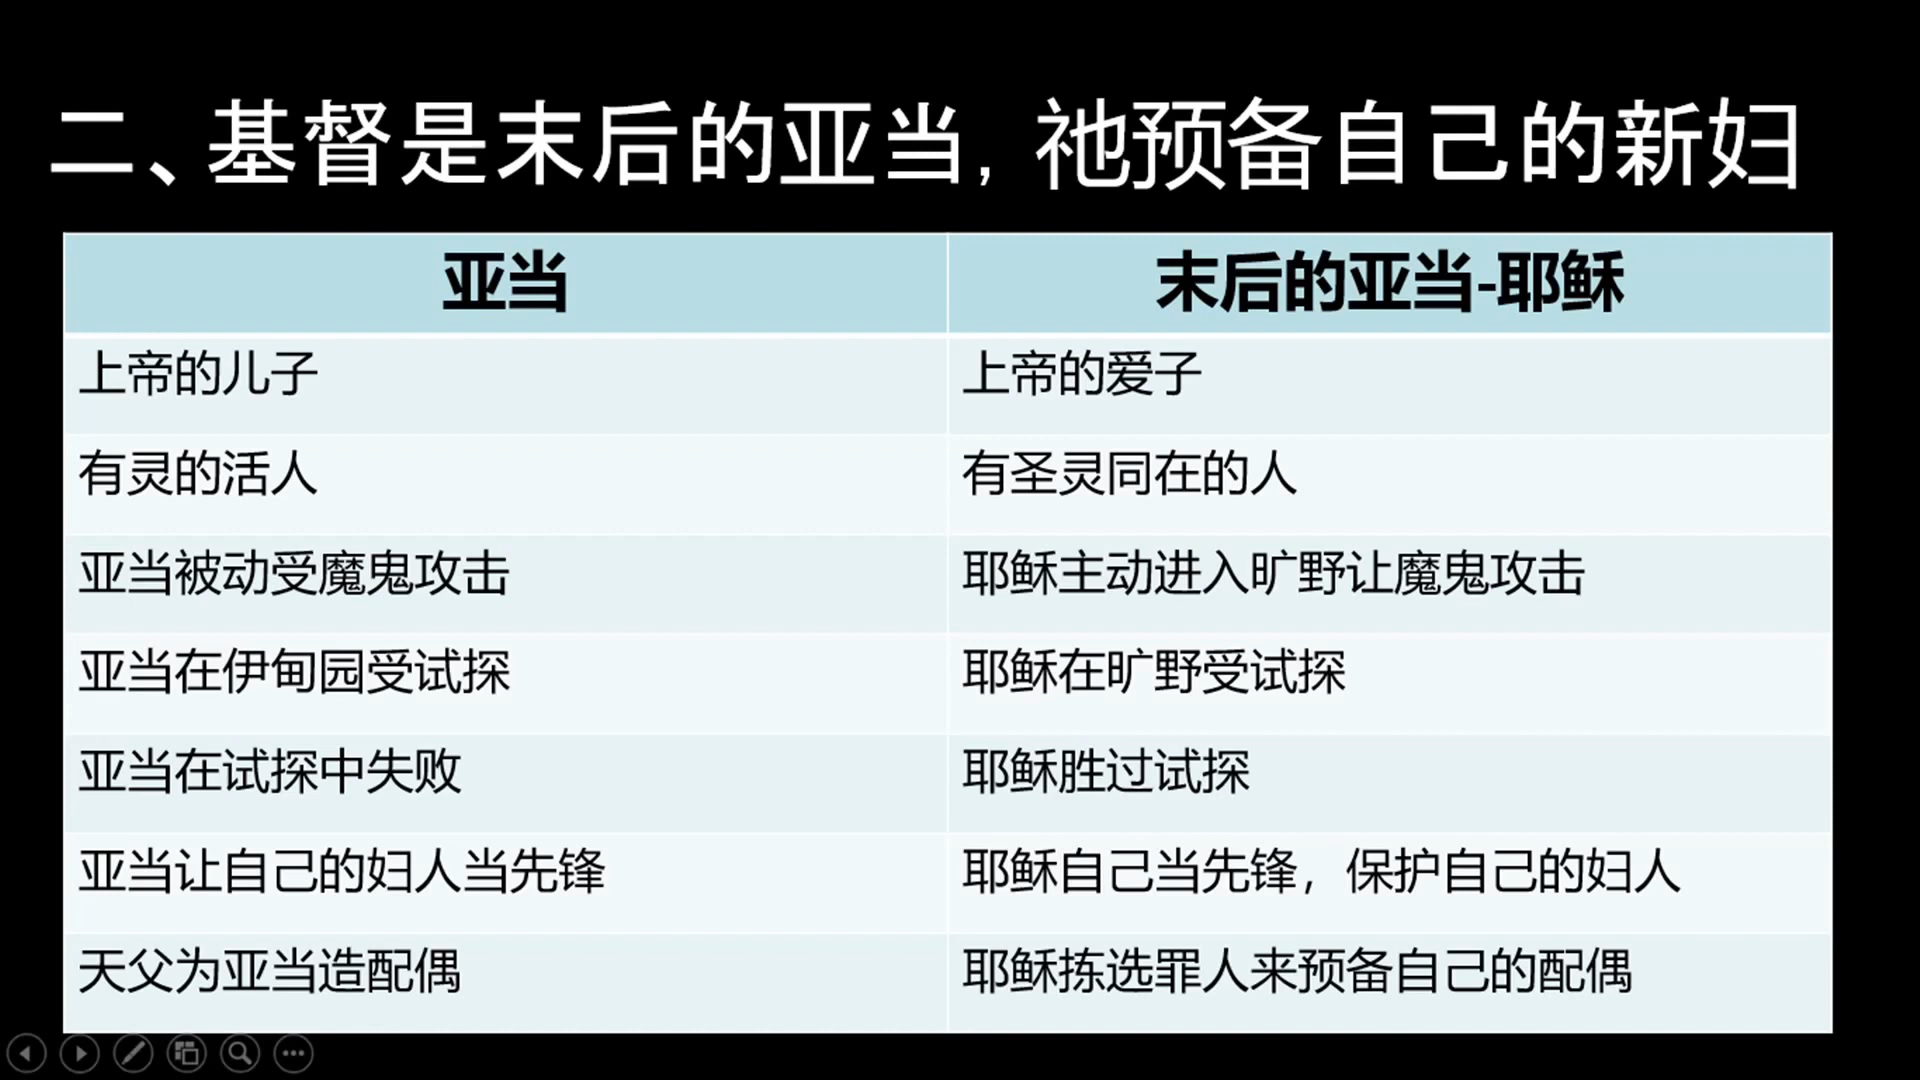 二、基督是末后的亚当，祂预备自己的新妇
亚当
末后的亚当-耶稣
上帝的儿子
上帝的爱子
有灵的活人
有圣灵同在的人
亚当被动受魔鬼攻击
耶稣主动进入旷野让魔鬼攻击
亚当在伊甸园受试探
耶稣在旷野受试探
亚当在试探中失败
耶稣胜过试探
亚当让自己的妇人当先锋
耶稣自己当先锋，保护自己的妇人
天父为亚当造配偶
耶稣拣选罪人来预备自己的配偶